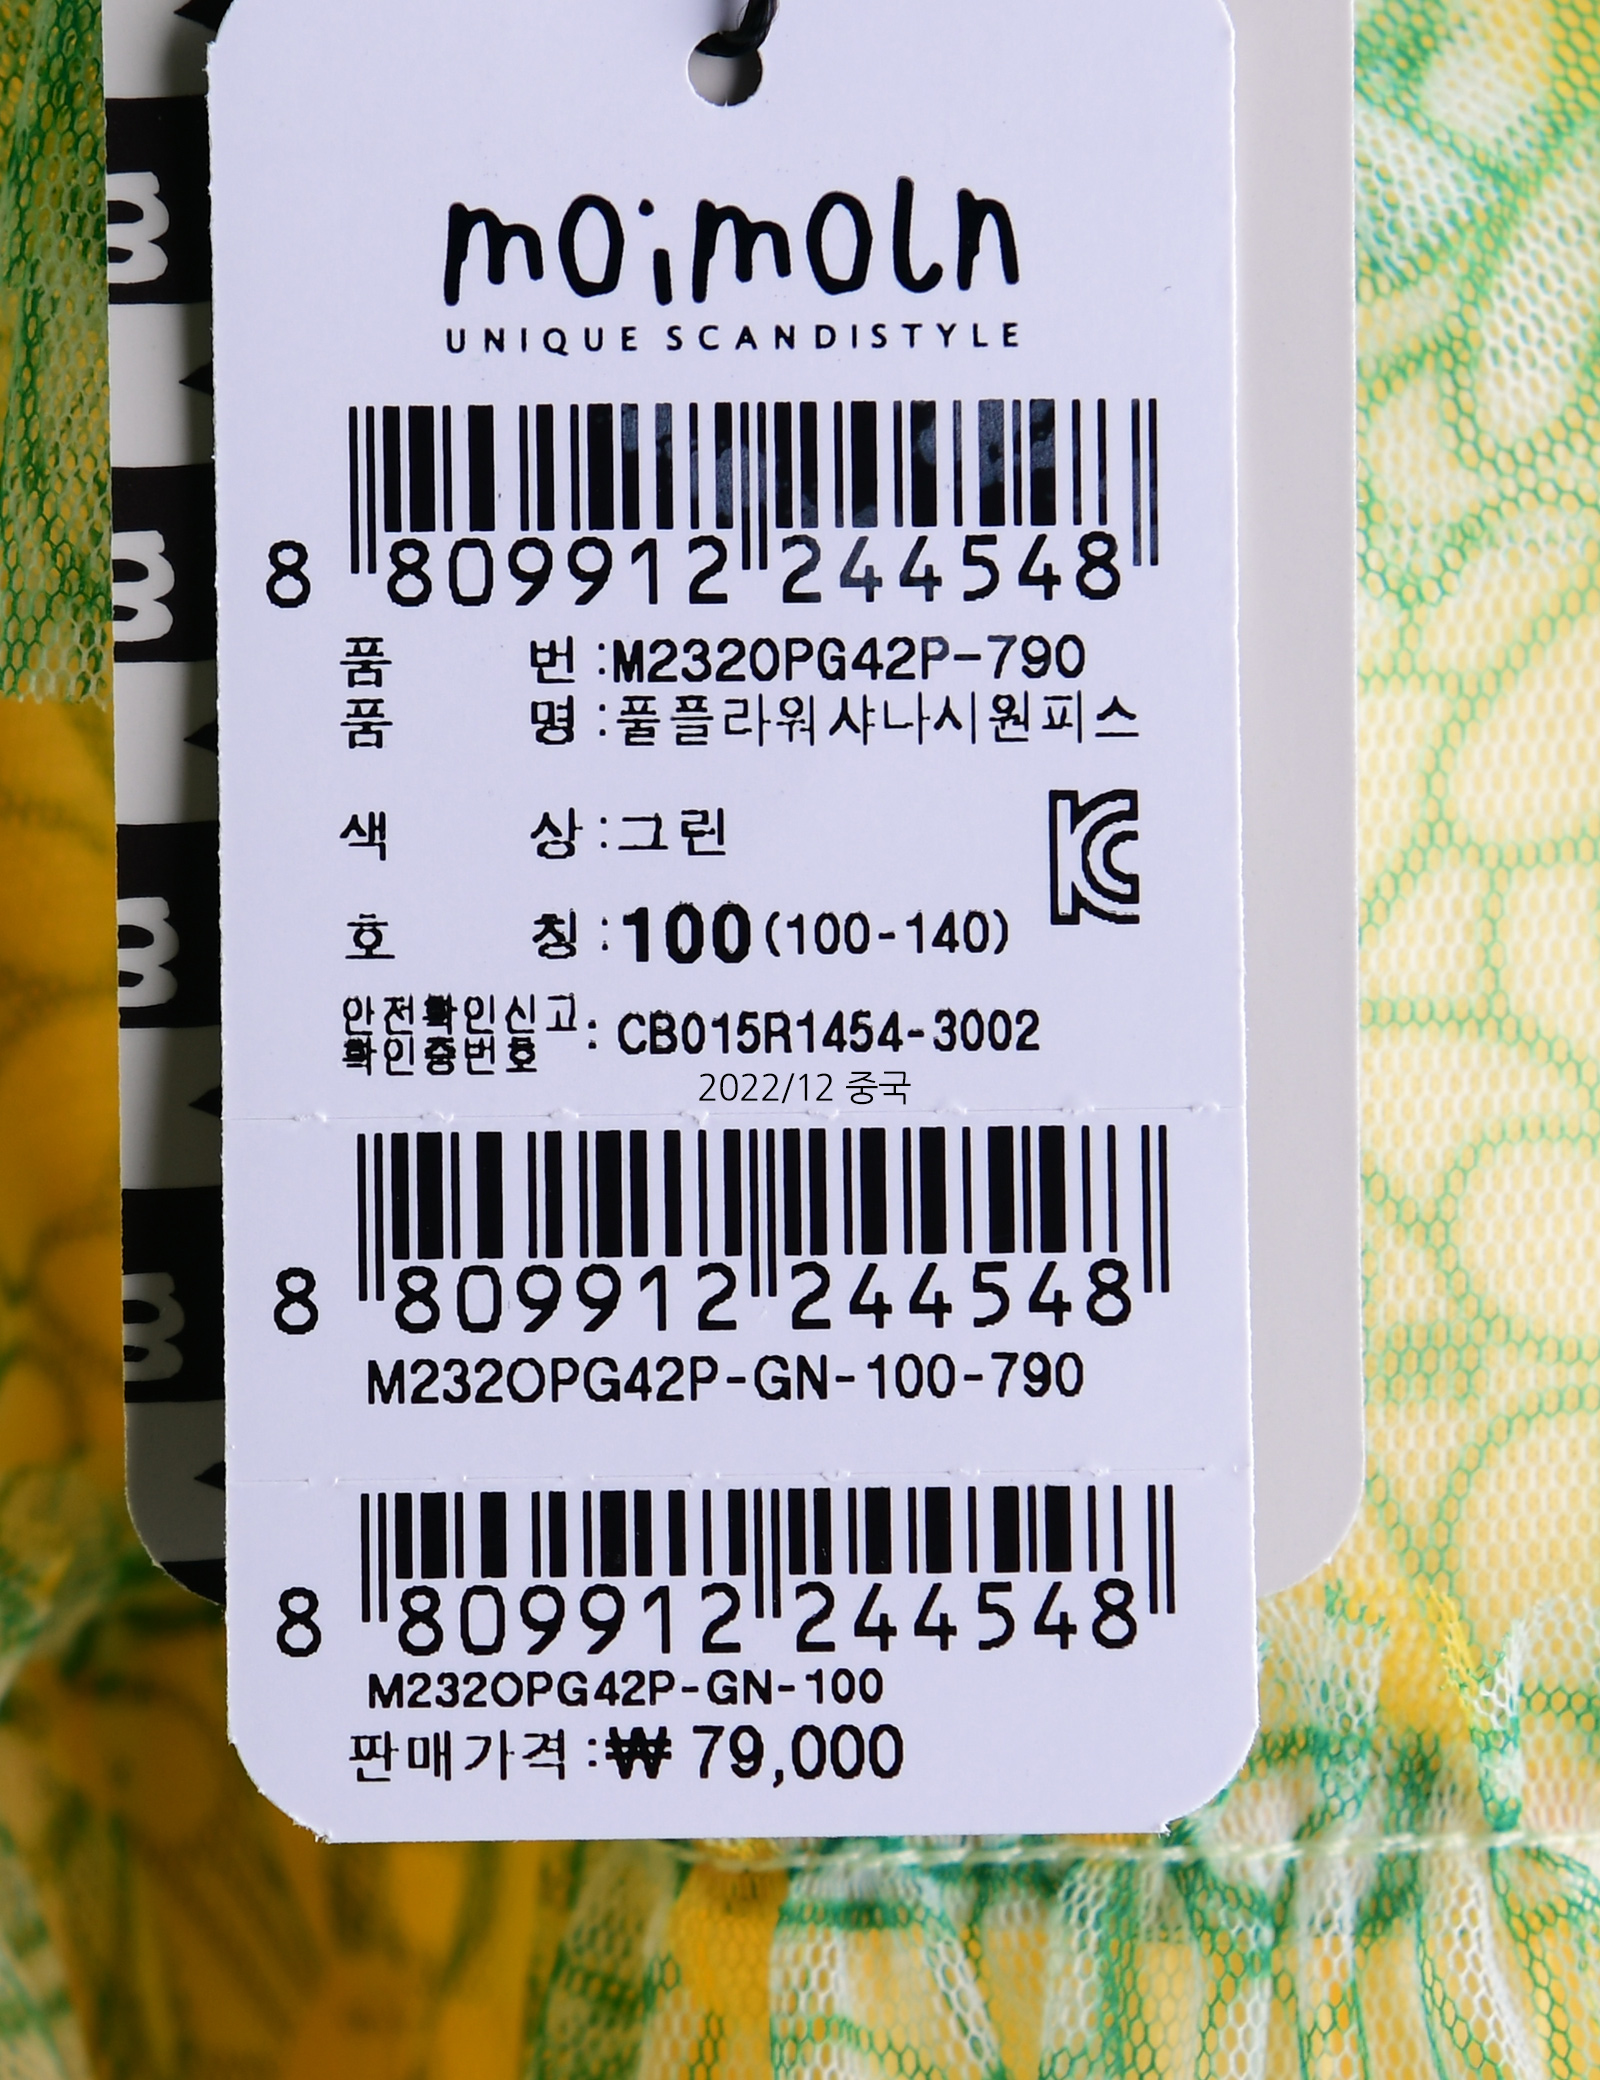 moimoln
UNIQUE SCANDISTYLE
8 809912 244548
품 번 :M232OPG42P-790
품 명 :풀플라워샤나시원피스
색 상 :그린
호 칭 :100(100-140)
안전확인신고
확인증번호 : CB015R1454-3002
2022/12 중국
8 809912 244548
M232OPG42P-GN-100-790
8 809912 244548
M232OPG42P-GN-100
판매가격 :₩ 79,000